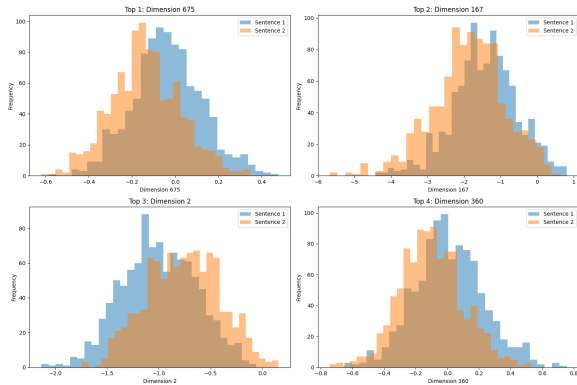 Top 1: Dimension 675
Sentence 1
Sentence 2
Frequency
100
80
60
40
20
0
−0.6
−0.4
−0.2
0.0
0.2
0.4
Dimension 675
Top 2: Dimension 167
Sentence 1
Sentence 2
Frequency
100
80
60
40
20
0
−6
−5
−4
−3
−2
−1
0
1
Dimension 167
Top 3: Dimension 2
Sentence 1
Sentence 2
Frequency
80
60
40
20
0
−2.0
−1.5
−1.0
−0.5
0.0
Dimension 2
Top 4: Dimension 360
Sentence 1
Sentence 2
Frequency
100
80
60
40
20
0
−0.8
−0.6
−0.4
−0.2
0.0
0.2
0.4
0.6
0.8
Dimension 360